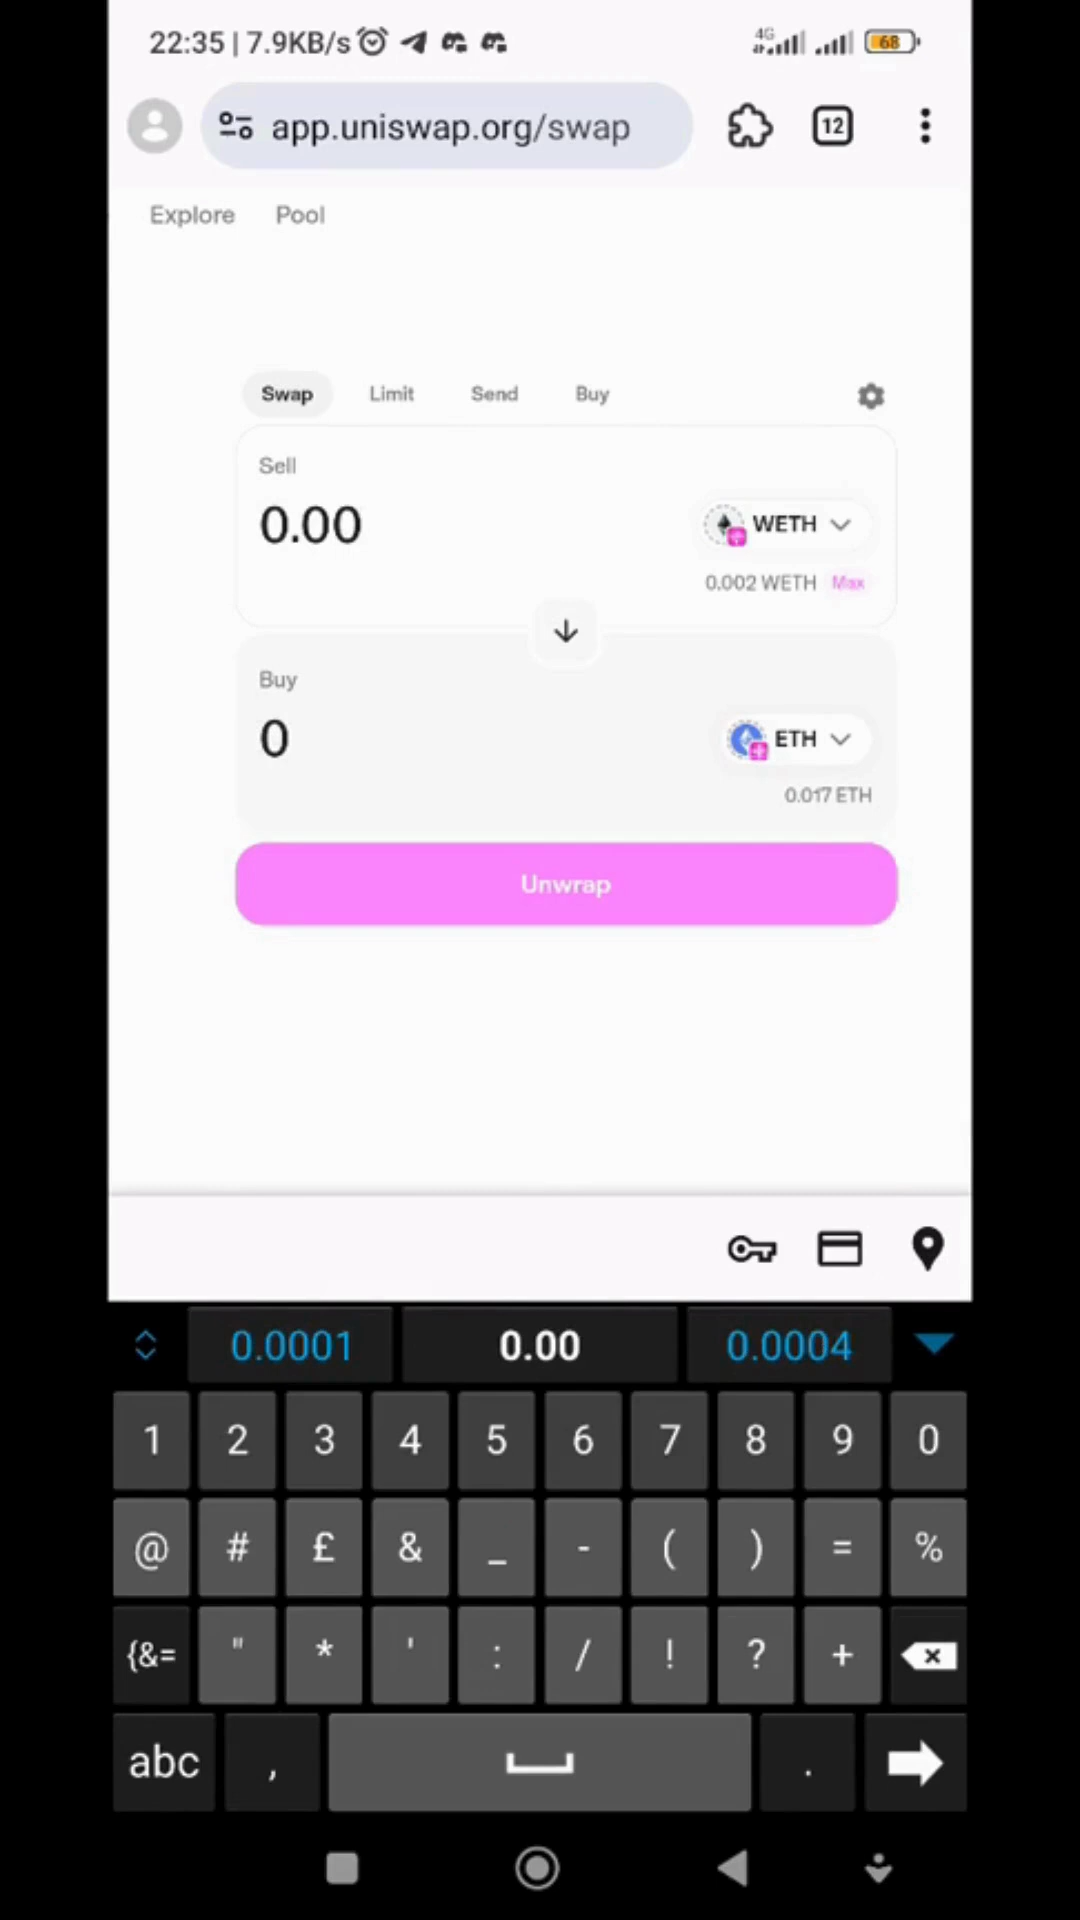 22:35 | 7.9KB/s 4G 68
app.uniswap.org/swap 12
Explore Pool
Swap Limit Send Buy
Sell
0.00 WETH
0.002 WETH Max
Buy
0 ETH
0.017 ETH
Unwrap
0.0001 0.00 0.0004
1 2 3 4 5 6 7 8 9 0
@ # £ & _ - ( ) = %
{&= " * ' : / ! ? +
abc , .